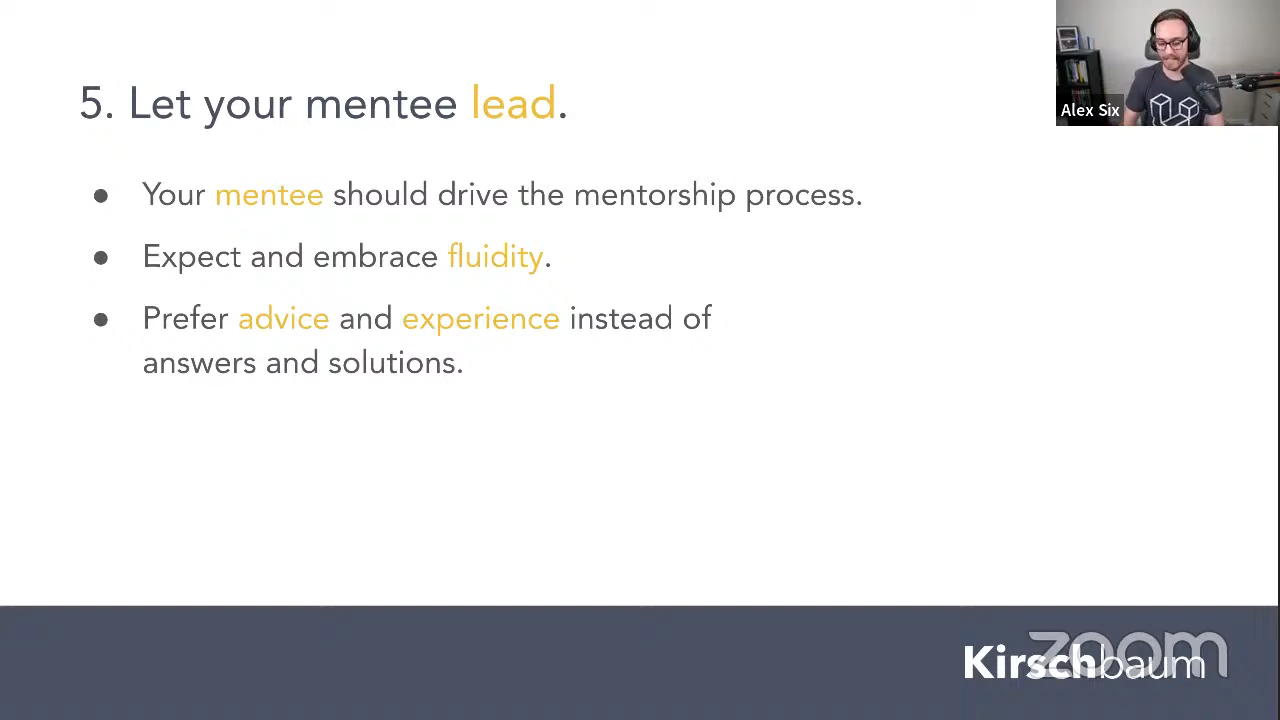 5. Let your mentee lead.
Alex Six
● Your mentee should drive the mentorship process.
● Expect and embrace fluidity.
● Prefer advice and experience instead of
answers and solutions.
zoom
Kirschbaum